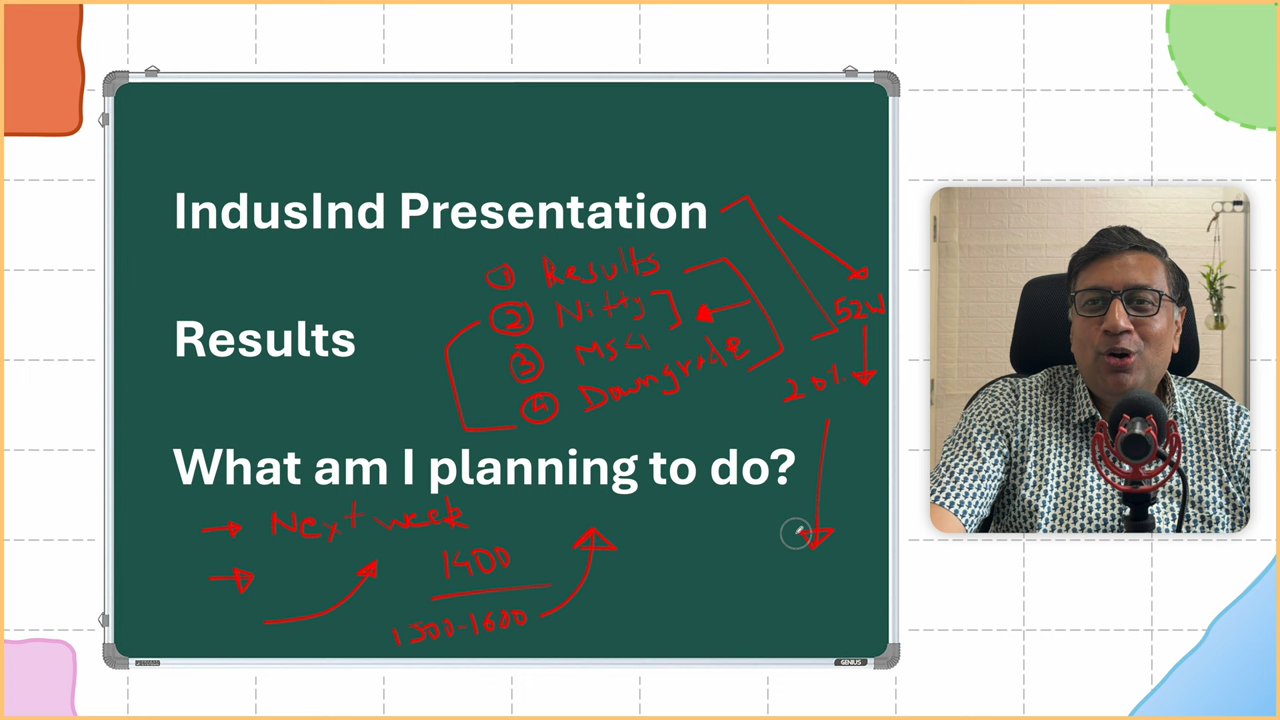 IndusInd Presentation
① Results
② Nifty
52W
Results
③ MSCI
20%
④ Downgrade
What am I planning to do?
→ Next week
1400
1500-1600
GENIUS